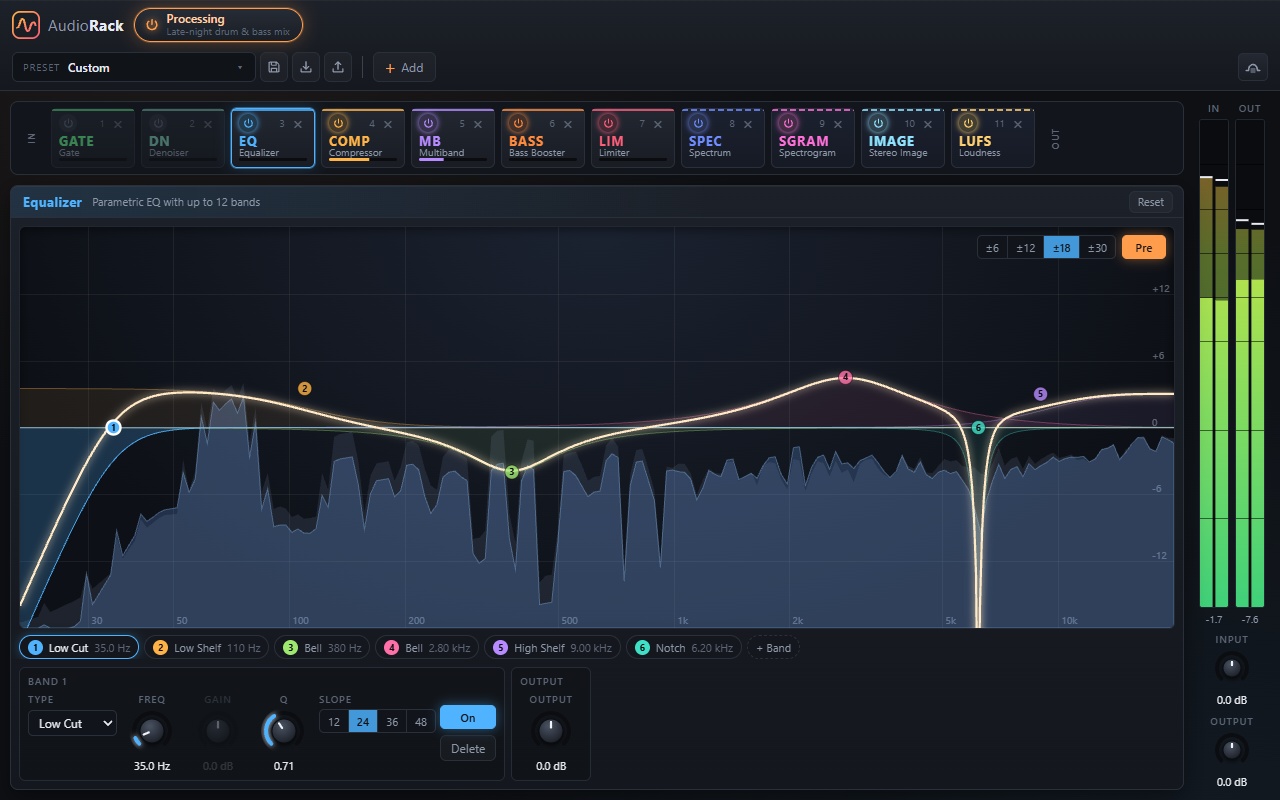 AudioRack
Processing
Late-night drum & bass mix
PRESET Custom
+ Add
IN OUT
IN
1 GATE Gate
2 DN Denoiser
3 EQ Equalizer
4 COMP Compressor
5 MB Multiband
6 BASS Bass Booster
7 LIM Limiter
8 SPEC Spectrum
9 SGRAM Spectrogram
10 IMAGE Stereo Image
11 LUFS Loudness
OUT
Equalizer Parametric EQ with up to 12 bands Reset
±6 ±12 ±18 ±30 Pre
+12
+6
0
-6
-12
1 2 3 4 5 6
30 50 100 200 500 1k 2k 5k 10k
-1.7 -7.6
1 Low Cut 35.0 Hz
2 Low Shelf 110 Hz
3 Bell 380 Hz
4 Bell 2.80 kHz
5 High Shelf 9.00 kHz
6 Notch 6.20 kHz
+ Band
BAND 1
TYPE FREQ GAIN Q SLOPE
Low Cut
12 24 36 48
On
Delete
35.0 Hz 0.0 dB 0.71
OUTPUT
OUTPUT
0.0 dB
INPUT
0.0 dB
OUTPUT
0.0 dB